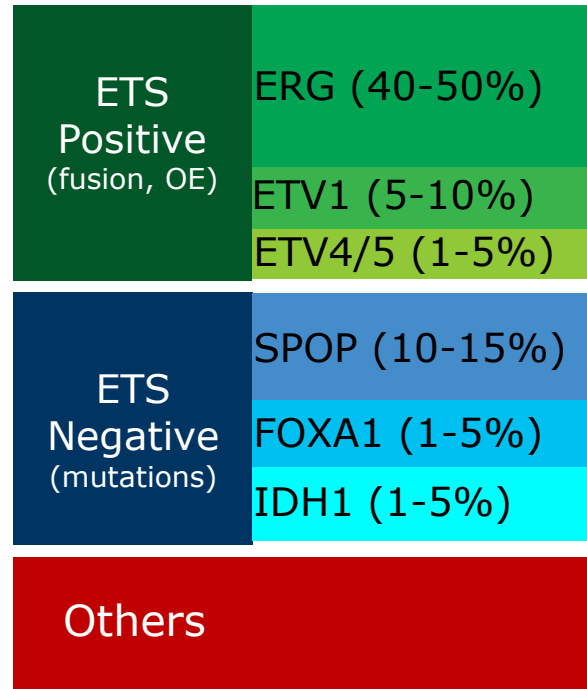 ETS
Positive
(fusion, OE)
ERG (40-50%)
ETV1 (5-10%)
ETV4/5 (1-5%)
ETS
Negative
(mutations)
SPOP (10-15%)
FOXA1 (1-5%)
IDH1 (1-5%)
Others